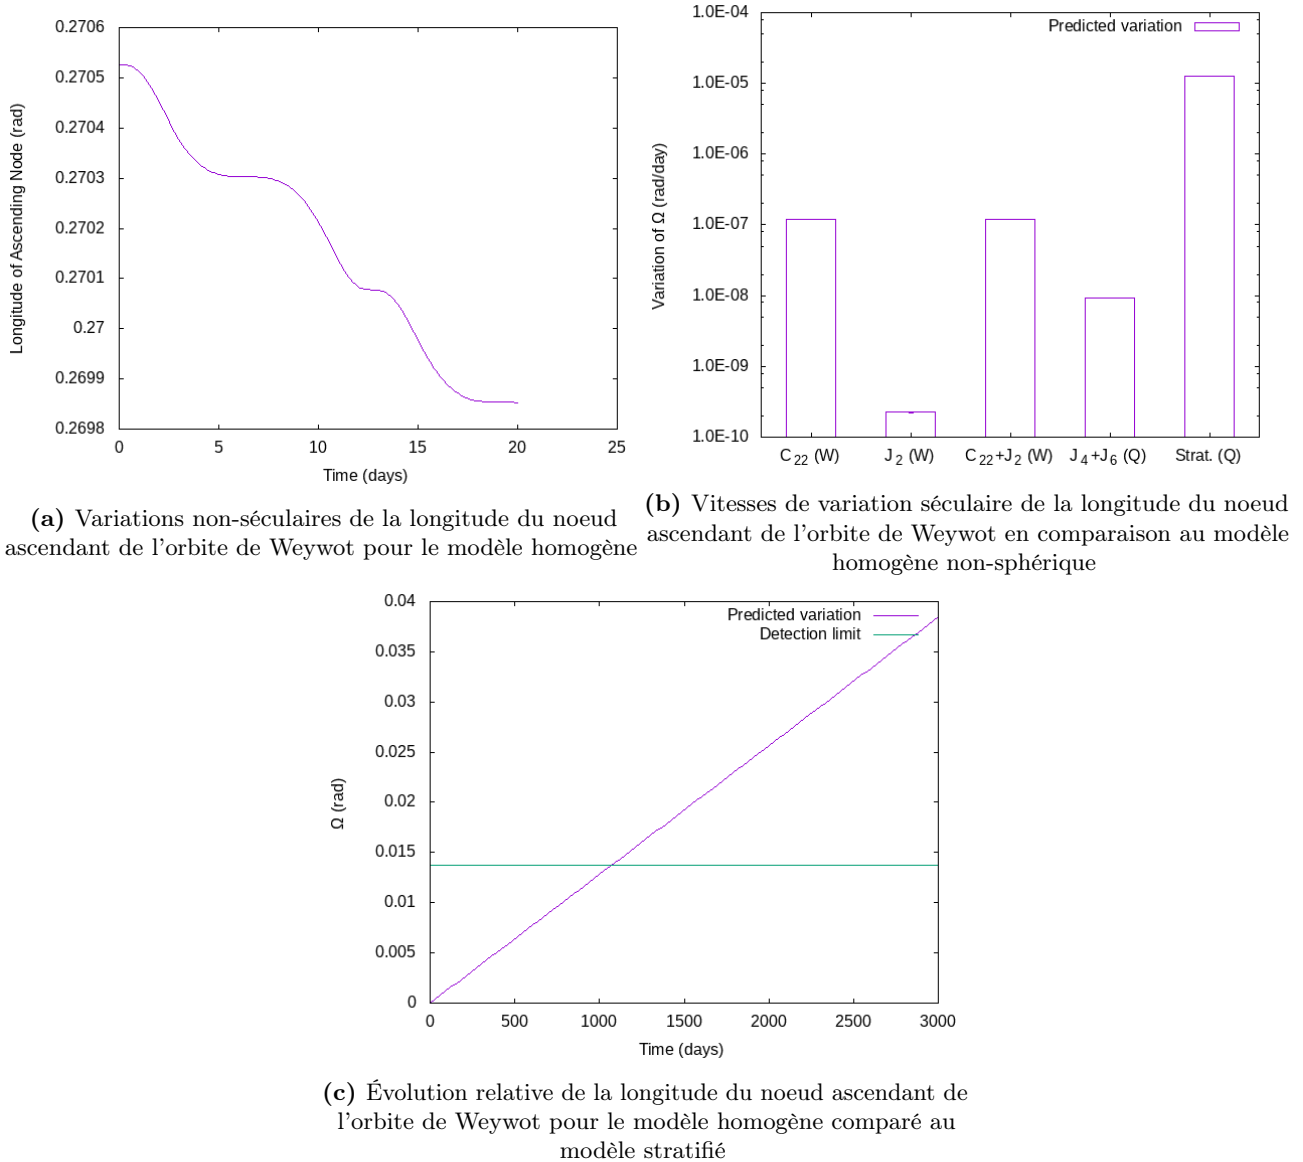 0.2706
0.2705
0.2704
0.2703
0.2702
0.2701
0.27
0.2699
0.2698
Longitude of Ascending Node (rad)
0 5 10 15 20 25
Time (days)
(a) Variations non-séculaires de la longitude du noeud
ascendant de l'orbite de Weywot pour le modèle homogène
1.0E-04
1.0E-05
1.0E-06
1.0E-07
1.0E-08
1.0E-09
1.0E-10
Variation of Ω (rad/day)
Predicted variation
C22 (W) J2 (W) C22+J2 (W) J4+J6 (Q) Strat. (Q)
(b) Vitesses de variation séculaire de la longitude du noeud
ascendant de l'orbite de Weywot en comparaison au modèle
homogène non-sphérique
0.04
0.035
0.03
0.025
0.02
0.015
0.01
0.005
0
Ω (rad)
Predicted variation
Detection limit
0 500 1000 1500 2000 2500 3000
Time (days)
(c) Évolution relative de la longitude du noeud ascendant de
l'orbite de Weywot pour le modèle homogène comparé au
modèle stratifié